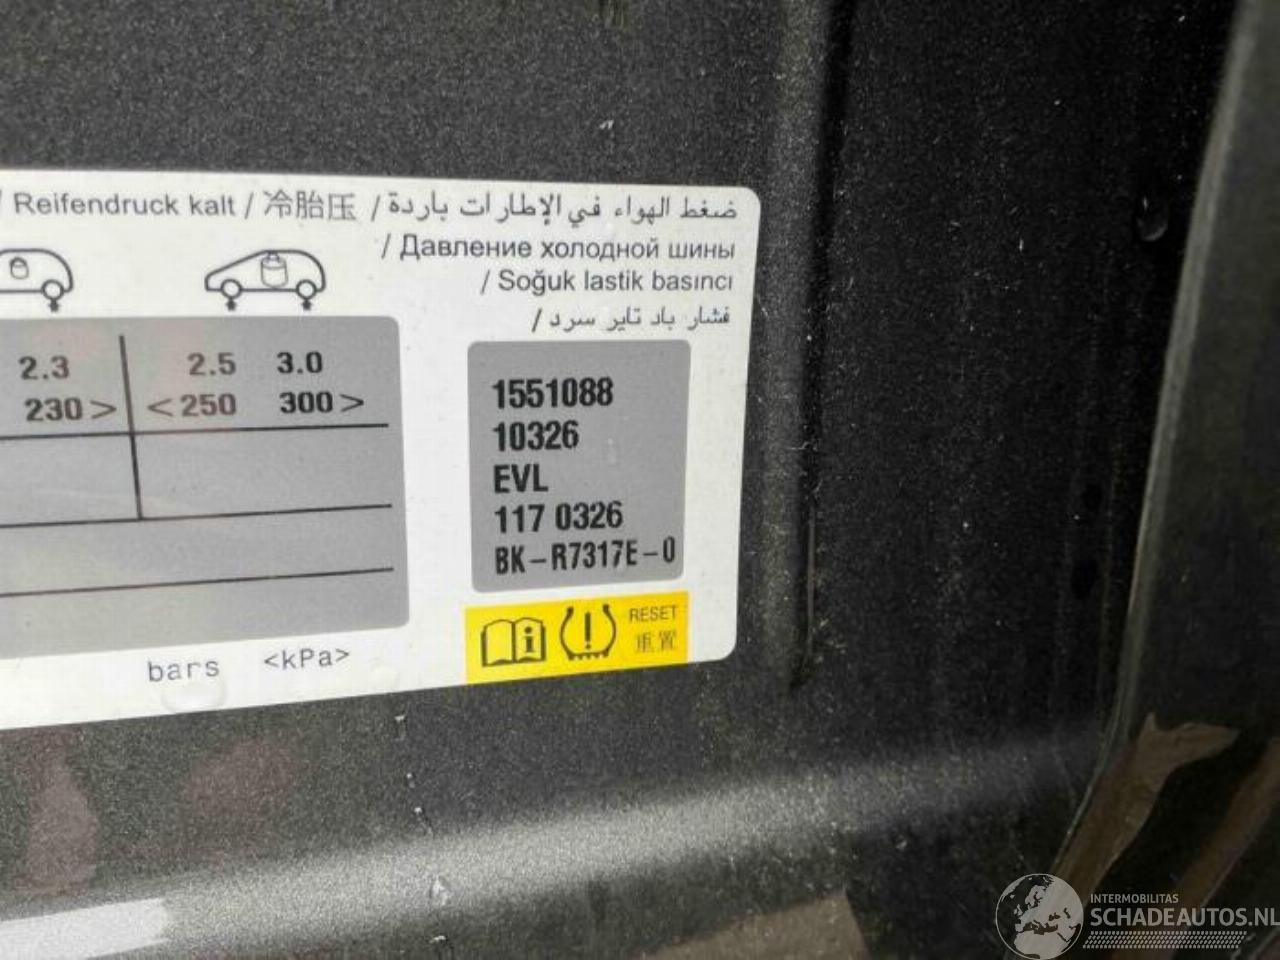 / Reifendruck kalt / 冷胎压 / ضغط الهواء في الإطارات باردة
/ Давление холодной шины
/ Soğuk lastik basıncı
/ فشار باد تایر سرد
2.3 2.5 3.0
230> <250 300>
bars <kPa>
1551088
10326
EVL
117 0326
BK-R7317E-0
RESET
重置
INTERMOBILITAS
SCHADEAUTOS.NL